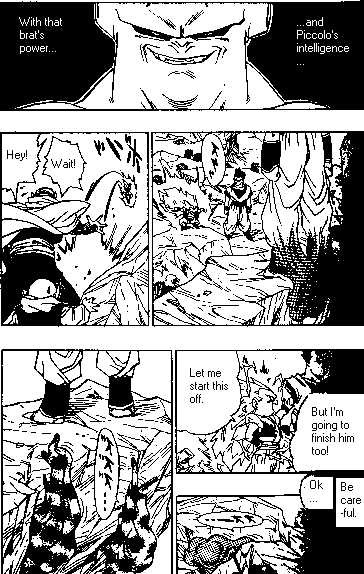 With that
brat's
power...
...and
Piccolo's
intelligence
...
Hey!
Wait!
Let me
start this
off.
But I'm
going to
finish him
too!
Ok
...
Be
care
-ful.